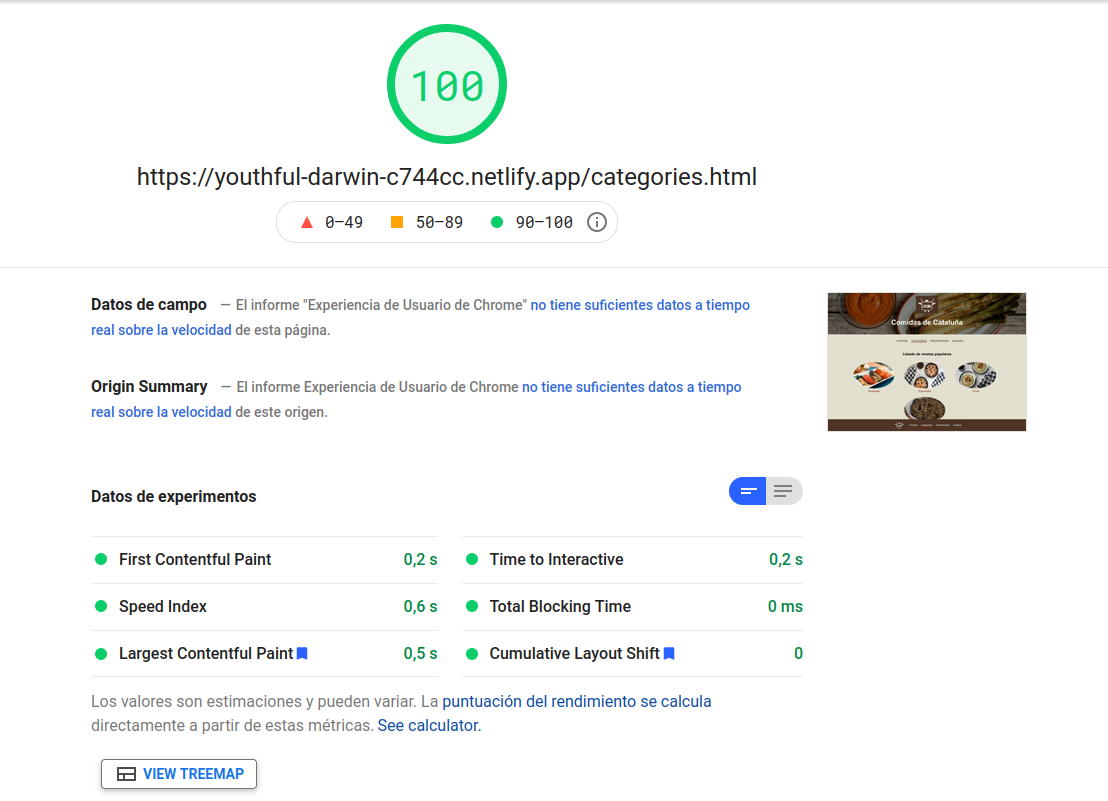 100
https://youthful-darwin-c744cc.netlify.app/categories.html
0–49 50–89 90–100
Datos de campo — El informe "Experiencia de Usuario de Chrome" no tiene suficientes datos a tiempo
real sobre la velocidad de esta página.
Origin Summary — El informe Experiencia de Usuario de Chrome no tiene suficientes datos a tiempo
real sobre la velocidad de este origen.
Comidas de Cataluña
Listado de recetas populares
Datos de experimentos
First Contentful Paint 0,2 s
Time to Interactive 0,2 s
Speed Index 0,6 s
Total Blocking Time 0 ms
Largest Contentful Paint 0,5 s
Cumulative Layout Shift 0
Los valores son estimaciones y pueden variar. La puntuación del rendimiento se calcula
directamente a partir de estas métricas. See calculator.
VIEW TREEMAP